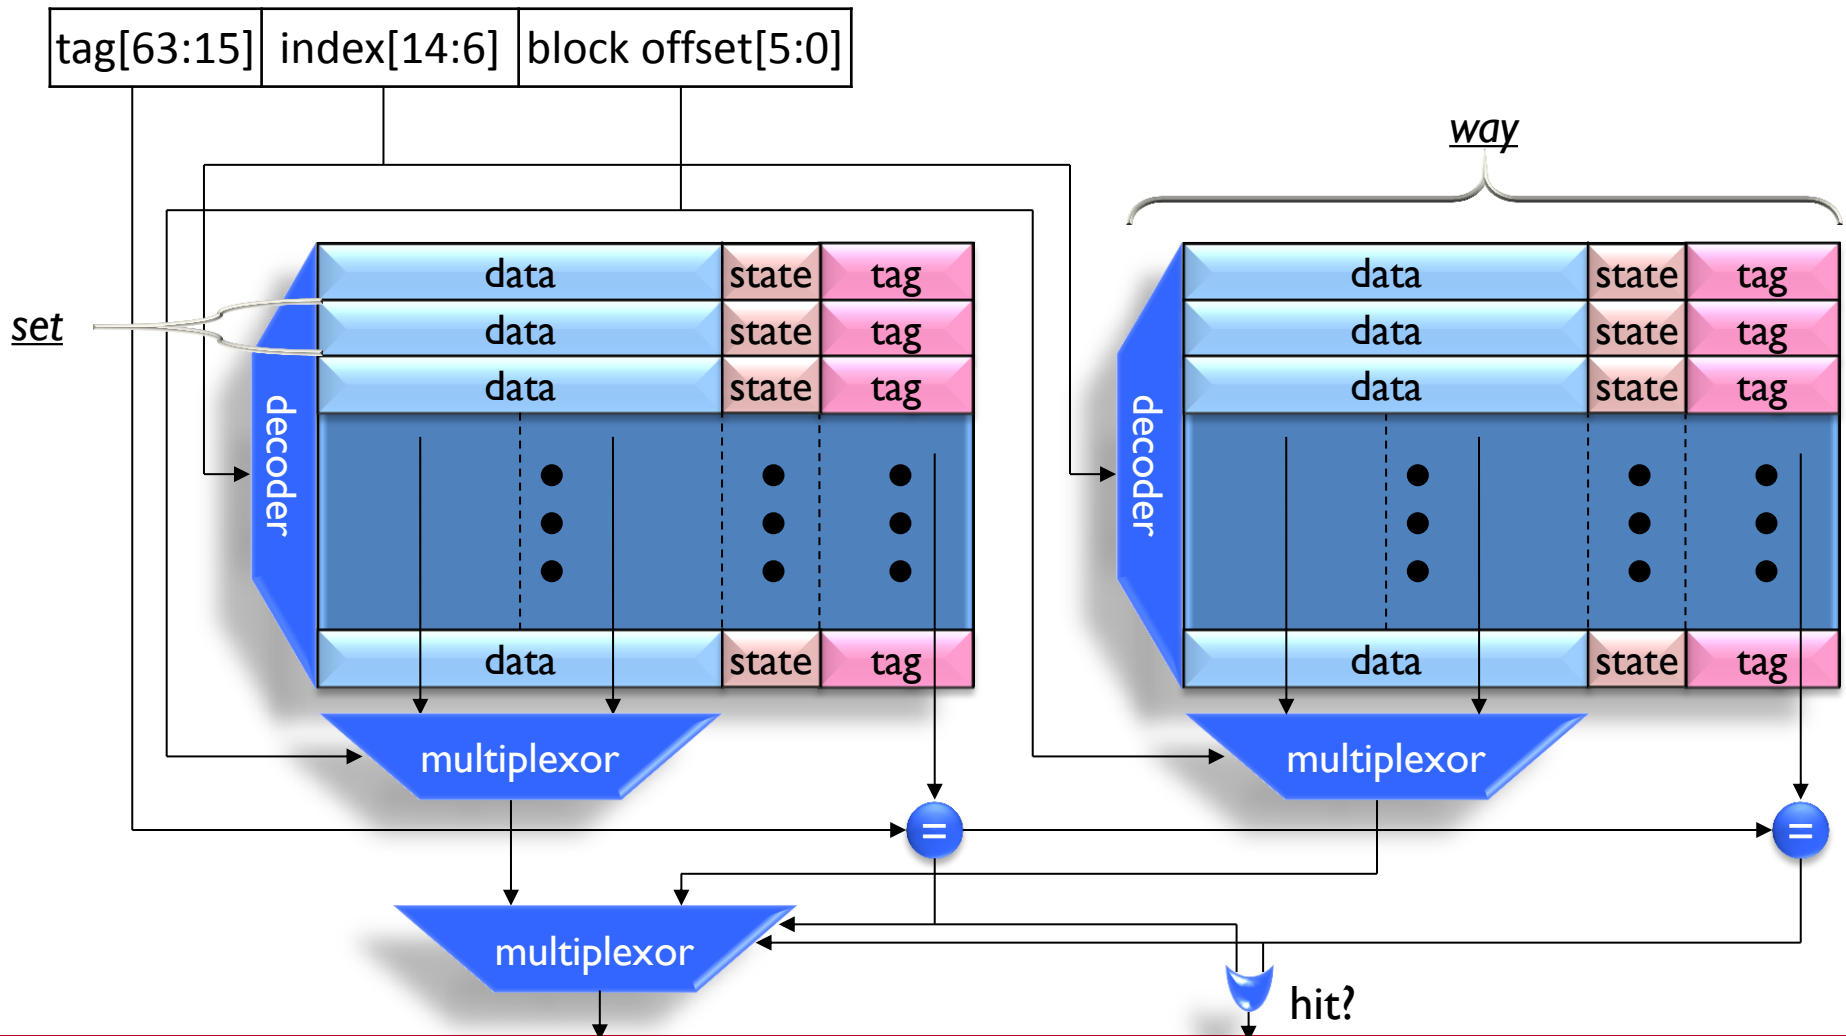 tag[63:15] index[14:6] block offset[5:0]
way
data state tag data state tag
set data state tag data state tag
data state tag data state tag
decoder decoder
data state tag data state tag
multiplexor multiplexor
= =
multiplexor
hit?